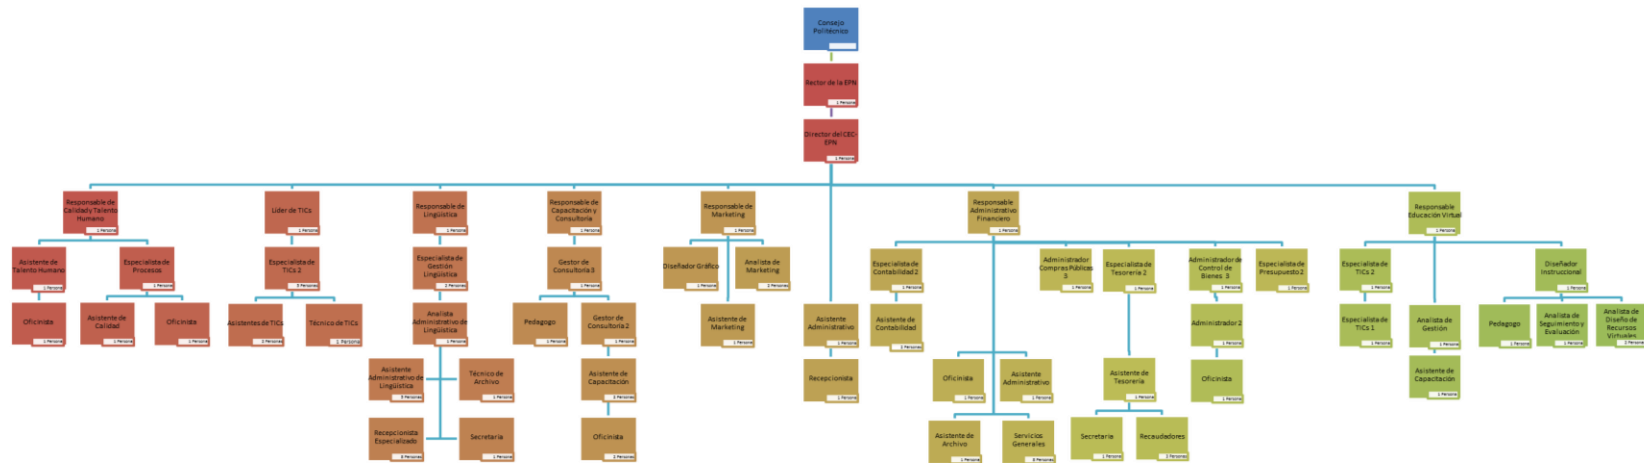 Consejo
Politécnico
Rector de la EPN
1 Persona
Director del CEC-
EPN
1 Persona
Responsable de
Calidad y Talento
Humano
1 Persona
Líder de TICs
1 Persona
Responsable de
Lingüística
1 Persona
Responsable de
Capacitación y
Consultoría
1 Persona
Responsable de
Marketing
1 Persona
Responsable
Administrativo
Financiero
1 Persona
Responsable
Educación Virtual
1 Persona
Asistente de
Talento Humano
1 Persona
Especialista de
Procesos
1 Persona
Especialista de
TICs 2
Especialista de
Gestión
Lingüística
Gestor de
Consultoría 3
1 Persona
Diseñador Gráfico
1 Persona
Analista de
Marketing
Especialista de
Contabilidad 2
1 Persona
Administrador
Compras Públicas
3
1 Persona
Especialista de
Tesorería 2
1 Persona
Administrador de
Control de
Bienes 3
1 Persona
Especialista de
Presupuesto 2
1 Persona
Especialista de
TICs 2
1 Persona
Diseñador
Instruccional
1 Persona
Oficinista
1 Persona
Asistente de
Calidad
1 Persona
Oficinista
1 Persona
Asistentes de TICs
Técnico de TICs
Analista
Administrativo de
Lingüística
1 Persona
Pedagogo
1 Persona
Gestor de
Consultoría 2
1 Persona
Asistente de
Marketing
1 Persona
Asistente
Administrativo
1 Persona
Asistente de
Contabilidad
Administrador 2
1 Persona
Especialista de
TICs 1
1 Persona
Analista de
Gestión
1 Persona
Pedagogo
1 Persona
Analista de
Seguimiento y
Evaluación
1 Persona
Analista de
Diseño de
Recursos
Virtuales
Asistente
Administrativo de
Lingüística
Técnico de
Archivo
1 Persona
Asistente de
Capacitación
Recepcionista
1 Persona
Oficinista
1 Persona
Asistente
Administrativo
1 Persona
Asistente de
Tesorería
1 Persona
Oficinista
1 Persona
Asistente de
Capacitación
1 Persona
Recepcionista
Especializado
Secretaria
1 Persona
Oficinista
Asistente de
Archivo
1 Persona
Servicios
Generales
Secretaria
1 Persona
Recaudadores